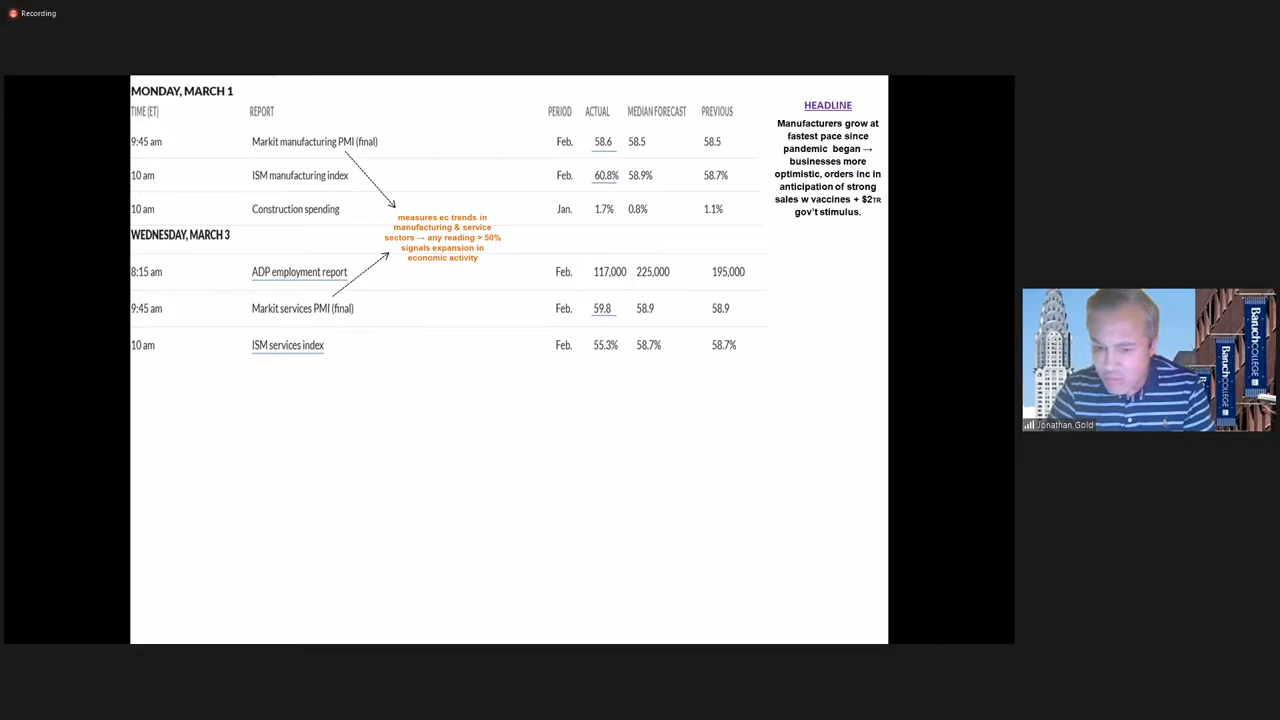 Recording
MONDAY, MARCH 1
TIME (ET) REPORT PERIOD ACTUAL MEDIAN FORECAST PREVIOUS
9:45 am Markit manufacturing PMI (final) Feb. 58.6 58.5 58.5
10 am ISM manufacturing index Feb. 60.8% 58.9% 58.7%
10 am Construction spending Jan. 1.7% 0.8% 1.1%
measures ec trends in
manufacturing & service
sectors → any reading > 50%
signals expansion in
economic activity
WEDNESDAY, MARCH 3
8:15 am ADP employment report Feb. 117,000 225,000 195,000
9:45 am Markit services PMI (final) Feb. 59.8 58.9 58.9
10 am ISM services index Feb. 55.3% 58.7% 58.7%
HEADLINE
Manufacturers grow at
fastest pace since
pandemic began →
businesses more
optimistic, orders inc in
anticipation of strong
sales w vaccines + $2TR
gov't stimulus.
Baruch COLLEGE
Baruch COLLEGE
Jonathan Gold